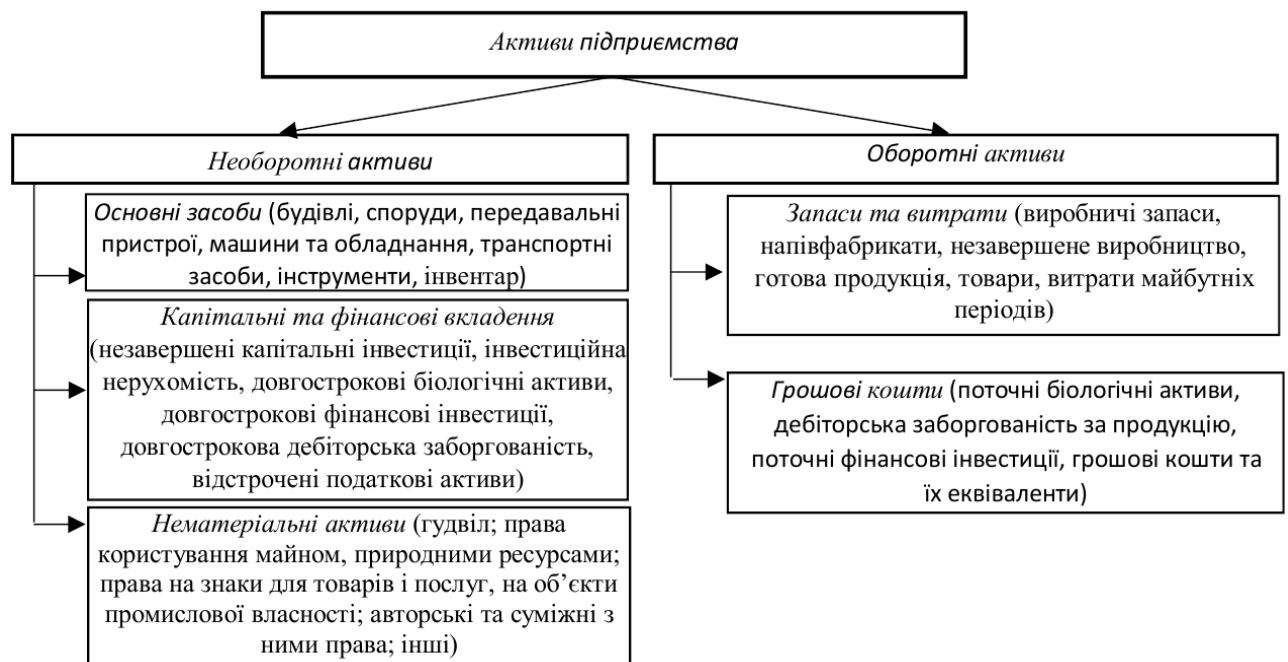 Активи підприємства
Необоротні активи
Основні засоби (будівлі, споруди, передавальні
пристрої, машини та обладнання, транспортні
засоби, інструменти, інвентар)
Капітальні та фінансові вкладення
(незавершені капітальні інвестиції, інвестиційна
нерухомість, довгострокові біологічні активи,
довгострокові фінансові інвестиції,
довгострокова дебіторська заборгованість,
відстрочені податкові активи)
Нематеріальні активи (гудвіл; права
користування майном, природними ресурсами;
права на знаки для товарів і послуг, на об’єкти
промислової власності; авторські та суміжні з
ними права; інші)
Оборотні активи
Запаси та витрати (виробничі запаси,
напівфабрикати, незавершене виробництво,
готова продукція, товари, витрати майбутніх
періодів)
Грошові кошти (поточні біологічні активи,
дебіторська заборгованість за продукцію,
поточні фінансові інвестиції, грошові кошти та
їх еквіваленти)